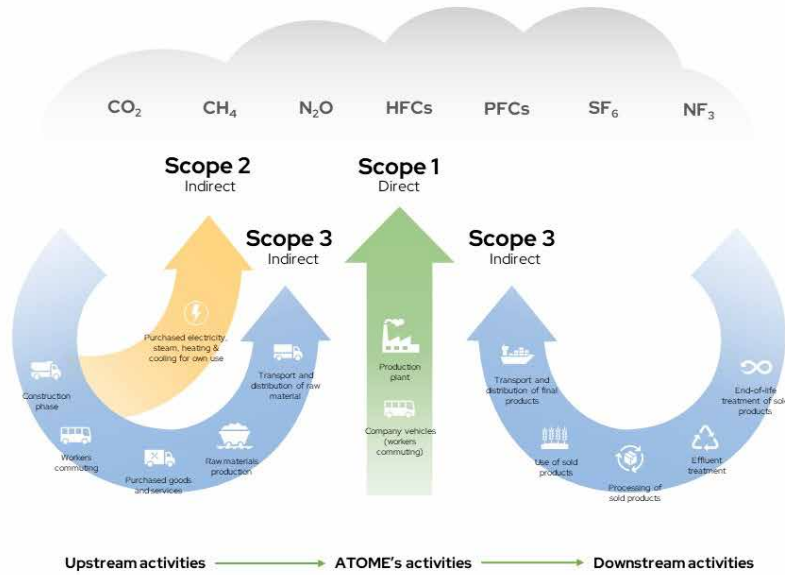 CO₂ CH₄ N₂O HFCs PFCs SF₆ NF₃
Scope 2
Indirect
Scope 1
Direct
Scope 3
Indirect
Scope 3
Indirect
Purchased electricity,
steam, heating &
cooling for own use
Construction
phase
Workers
commuting
Purchased goods
and services
Raw materials
production
Transport and
distribution of raw
material
Production
plant
Company vehicles
(workers
commuting)
Transport and
distribution of final
products
Use of sold
products
Processing of
sold products
Effluent
treatment
End-of-life
treatment of sold
products
Upstream activities
ATOME's activities
Downstream activities